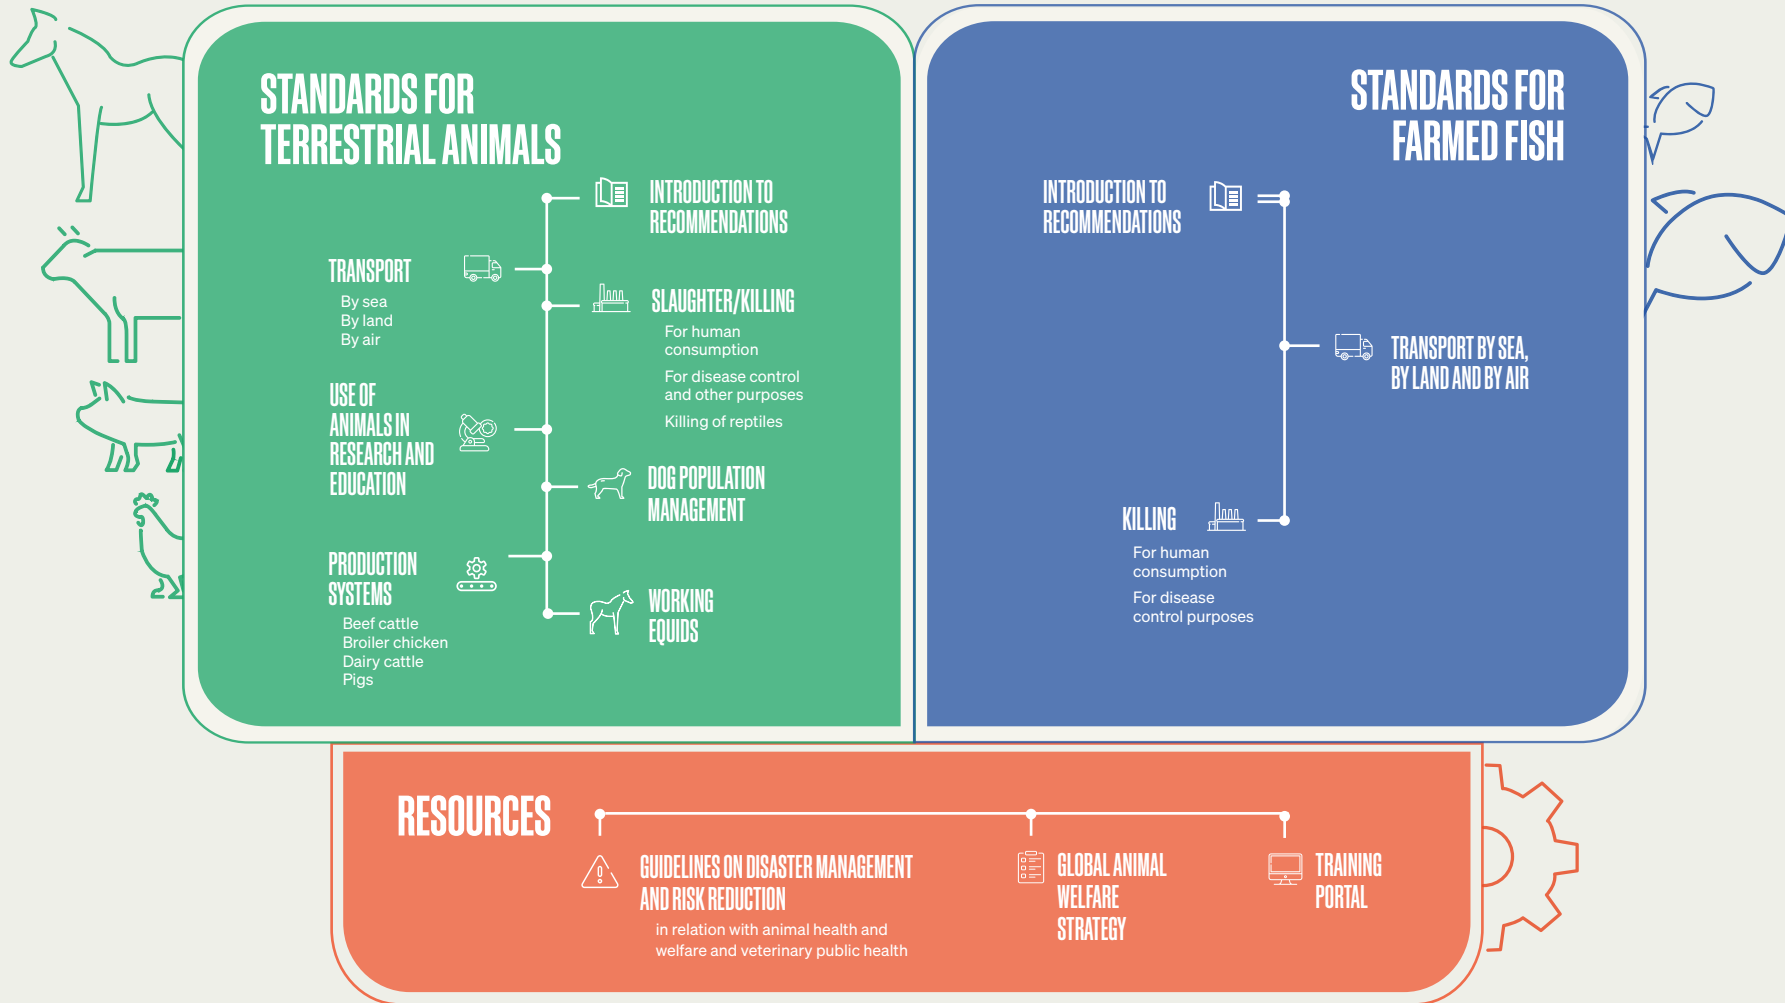 STANDARDS FOR
TERRESTRIAL ANIMALS
INTRODUCTION TO
RECOMMENDATIONS
TRANSPORT
By sea
By land
By air
SLAUGHTER/KILLING
For human
consumption
For disease control
and other purposes
Killing of reptiles
USE OF
ANIMALS IN
RESEARCH AND
EDUCATION
DOG POPULATION
MANAGEMENT
PRODUCTION
SYSTEMS
Beef cattle
Broiler chicken
Dairy cattle
Pigs
WORKING
EQUIDS
STANDARDS FOR
FARMED FISH
INTRODUCTION TO
RECOMMENDATIONS
TRANSPORT BY SEA,
BY LAND AND BY AIR
KILLING
For human
consumption
For disease
control purposes
RESOURCES
GUIDELINES ON DISASTER MANAGEMENT
AND RISK REDUCTION
in relation with animal health and
welfare and veterinary public health
GLOBAL ANIMAL
WELFARE
STRATEGY
TRAINING
PORTAL